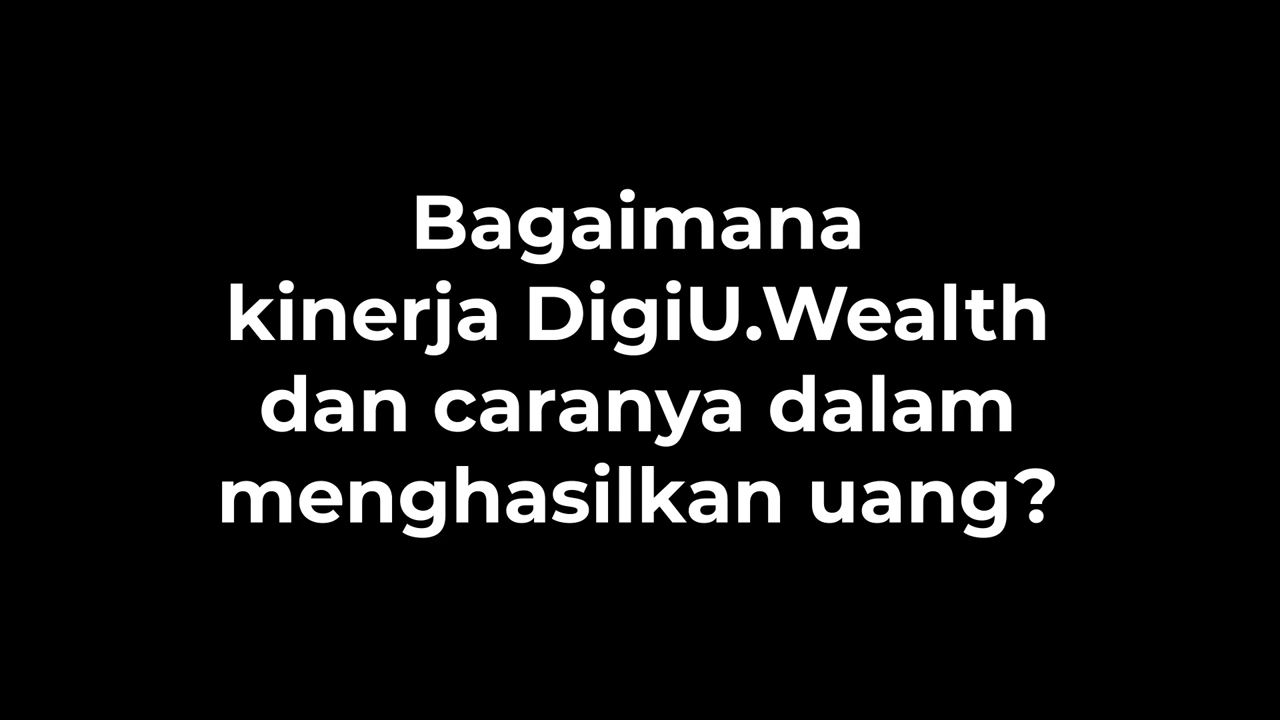 Bagaimana
kinerja DigiU.Wealth
dan caranya dalam
menghasilkan uang?